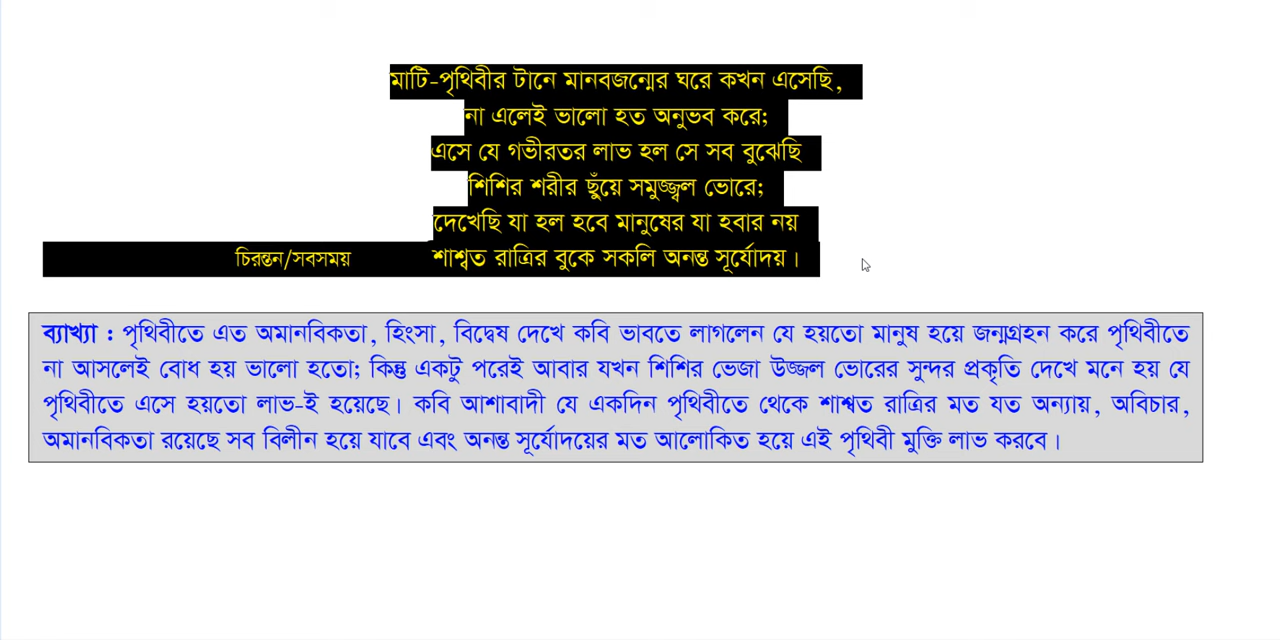 মাটি-পৃথিবীর টানে মানবজন্মের ঘরে কখন এসেছি,
না এলেই ভালো হত অনুভব করে;
এসে যে গভীরতর লাভ হল সে সব বুঝেছি
শিশির শরীর ছুঁয়ে সমুজ্জ্বল ভোরে;
দেখেছি যা হল হবে মানুষের যা হবার নয়
চিরন্তন/সবসময় শাশ্বত রাত্রির বুকে সকলি অনন্ত সূর্যোদয়।
ব্যাখ্যা : পৃথিবীতে এত অমানবিকতা, হিংসা, বিদ্বেষ দেখে কবি ভাবতে লাগলেন যে হয়তো মানুষ হয়ে জন্মগ্রহন করে পৃথিবীতে
না আসলেই বোধ হয় ভালো হতো; কিন্তু একটু পরেই আবার যখন শিশির ভেজা উজ্জল ভোরের সুন্দর প্রকৃতি দেখে মনে হয় যে
পৃথিবীতে এসে হয়তো লাভ-ই হয়েছে। কবি আশাবাদী যে একদিন পৃথিবীতে থেকে শাশ্বত রাত্রির মত যত অন্যায়, অবিচার,
অমানবিকতা রয়েছে সব বিলীন হয়ে যাবে এবং অনন্ত সূর্যোদয়ের মত আলোকিত হয়ে এই পৃথিবী মুক্তি লাভ করবে।